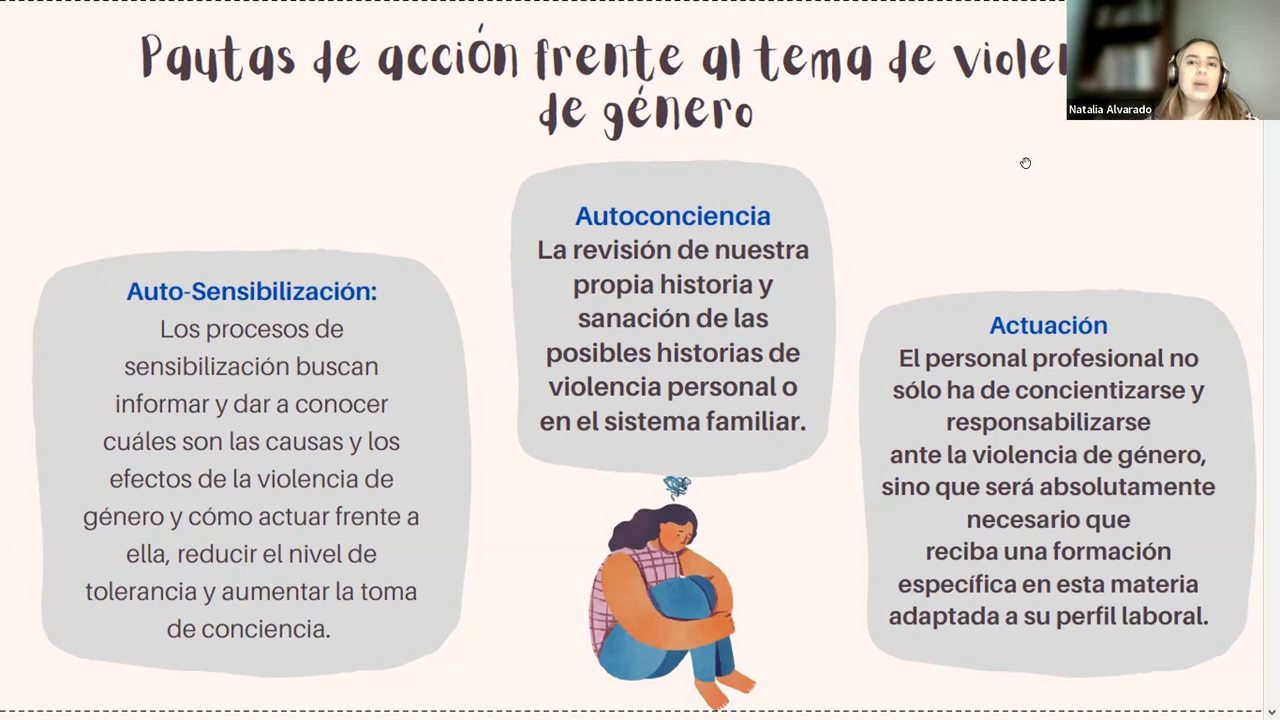 Pautas de acción frente al tema de
de género
Natalia Alvarado
Auto-Sensibilización:
Los procesos de
sensibilización buscan
informar y dar a conocer
cuáles son las causas y los
efectos de la violencia de
género y cómo actuar frente a
ella, reducir el nivel de
tolerancia y aumentar la toma
de conciencia.
Autoconciencia
La revisión de nuestra
propia historia y
sanación de las
posibles historias de
violencia personal o
en el sistema familiar.
Actuación
El personal profesional no
sólo ha de concientizarse y
responsabilizarse
ante la violencia de género,
sino que será absolutamente
necesario que
reciba una formación
específica en esta materia
adaptada a su perfil laboral.